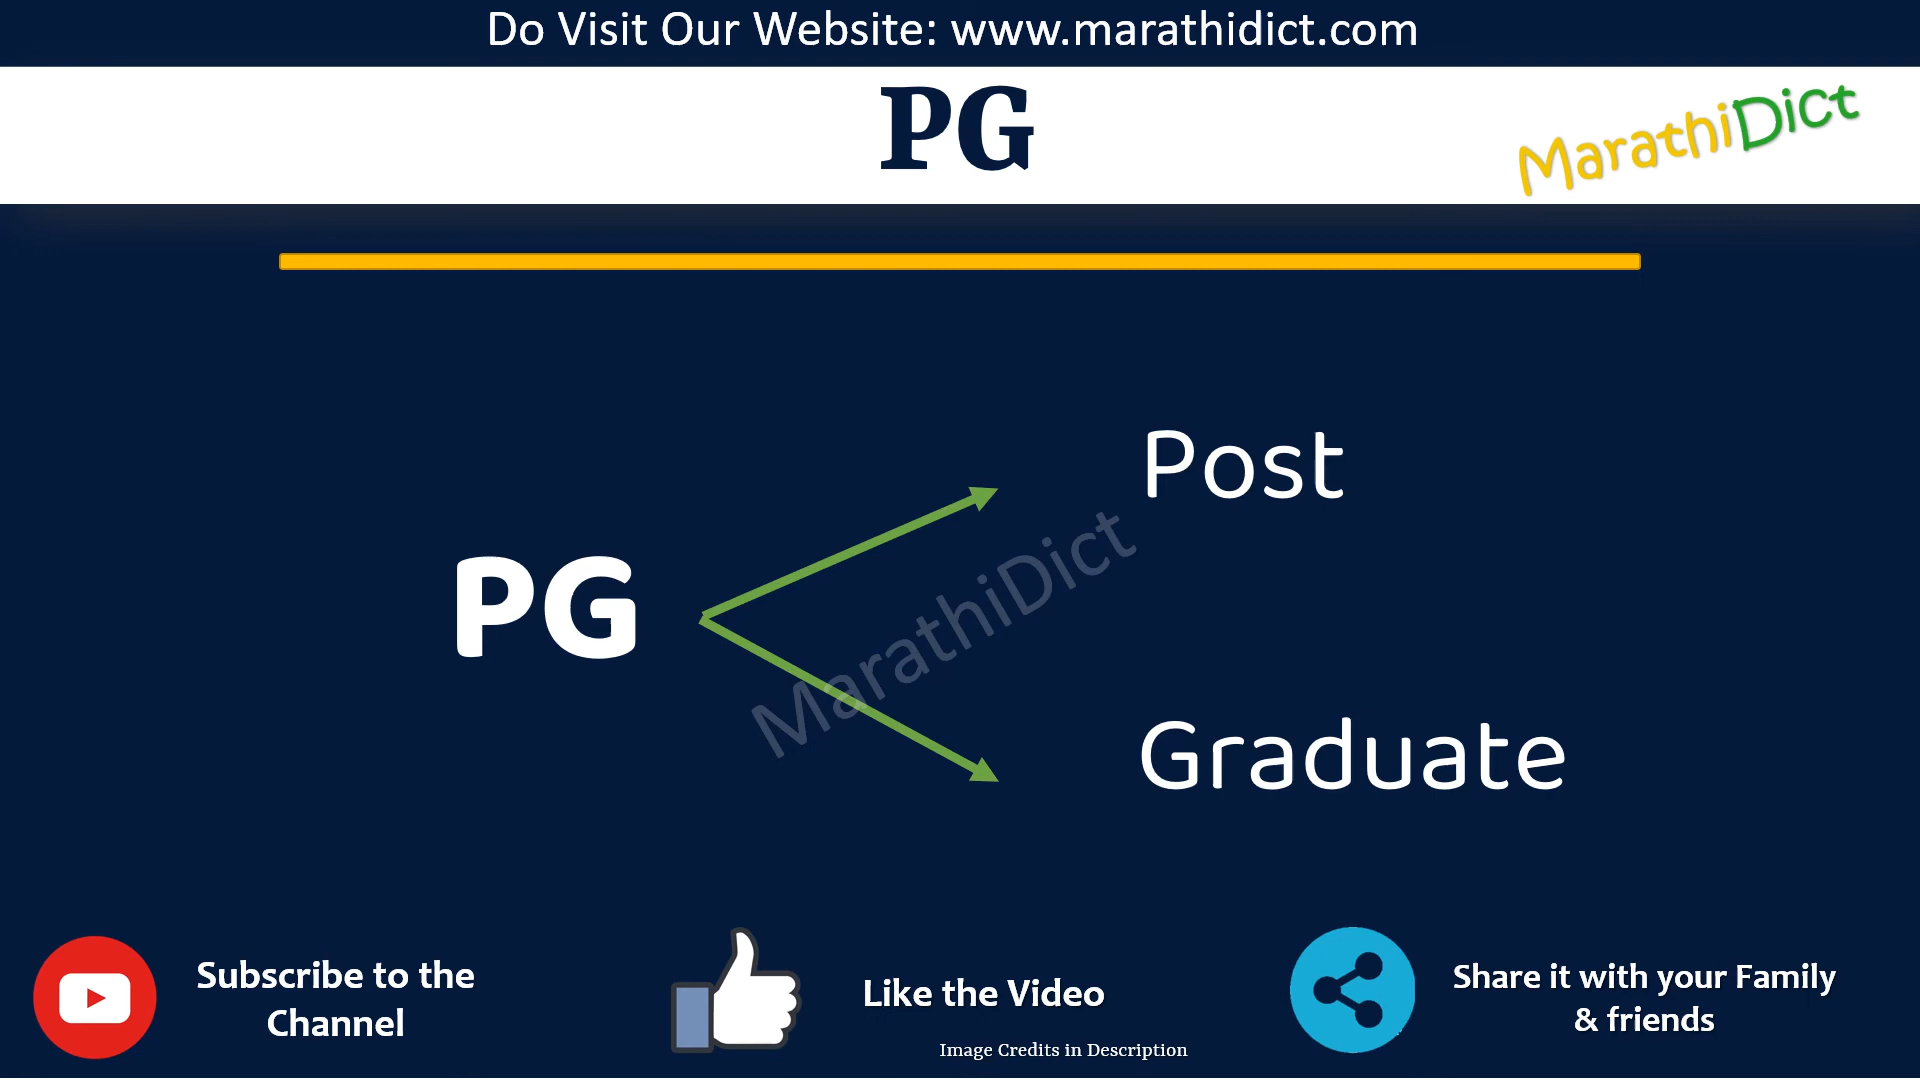 Do Visit Our Website: www.marathidict.com
PG
MarathiDict
Post
PG
MarathiDict
Graduate
Subscribe to the
Channel
Like the Video
Share it with your Family
& friends
Image Credits in Description